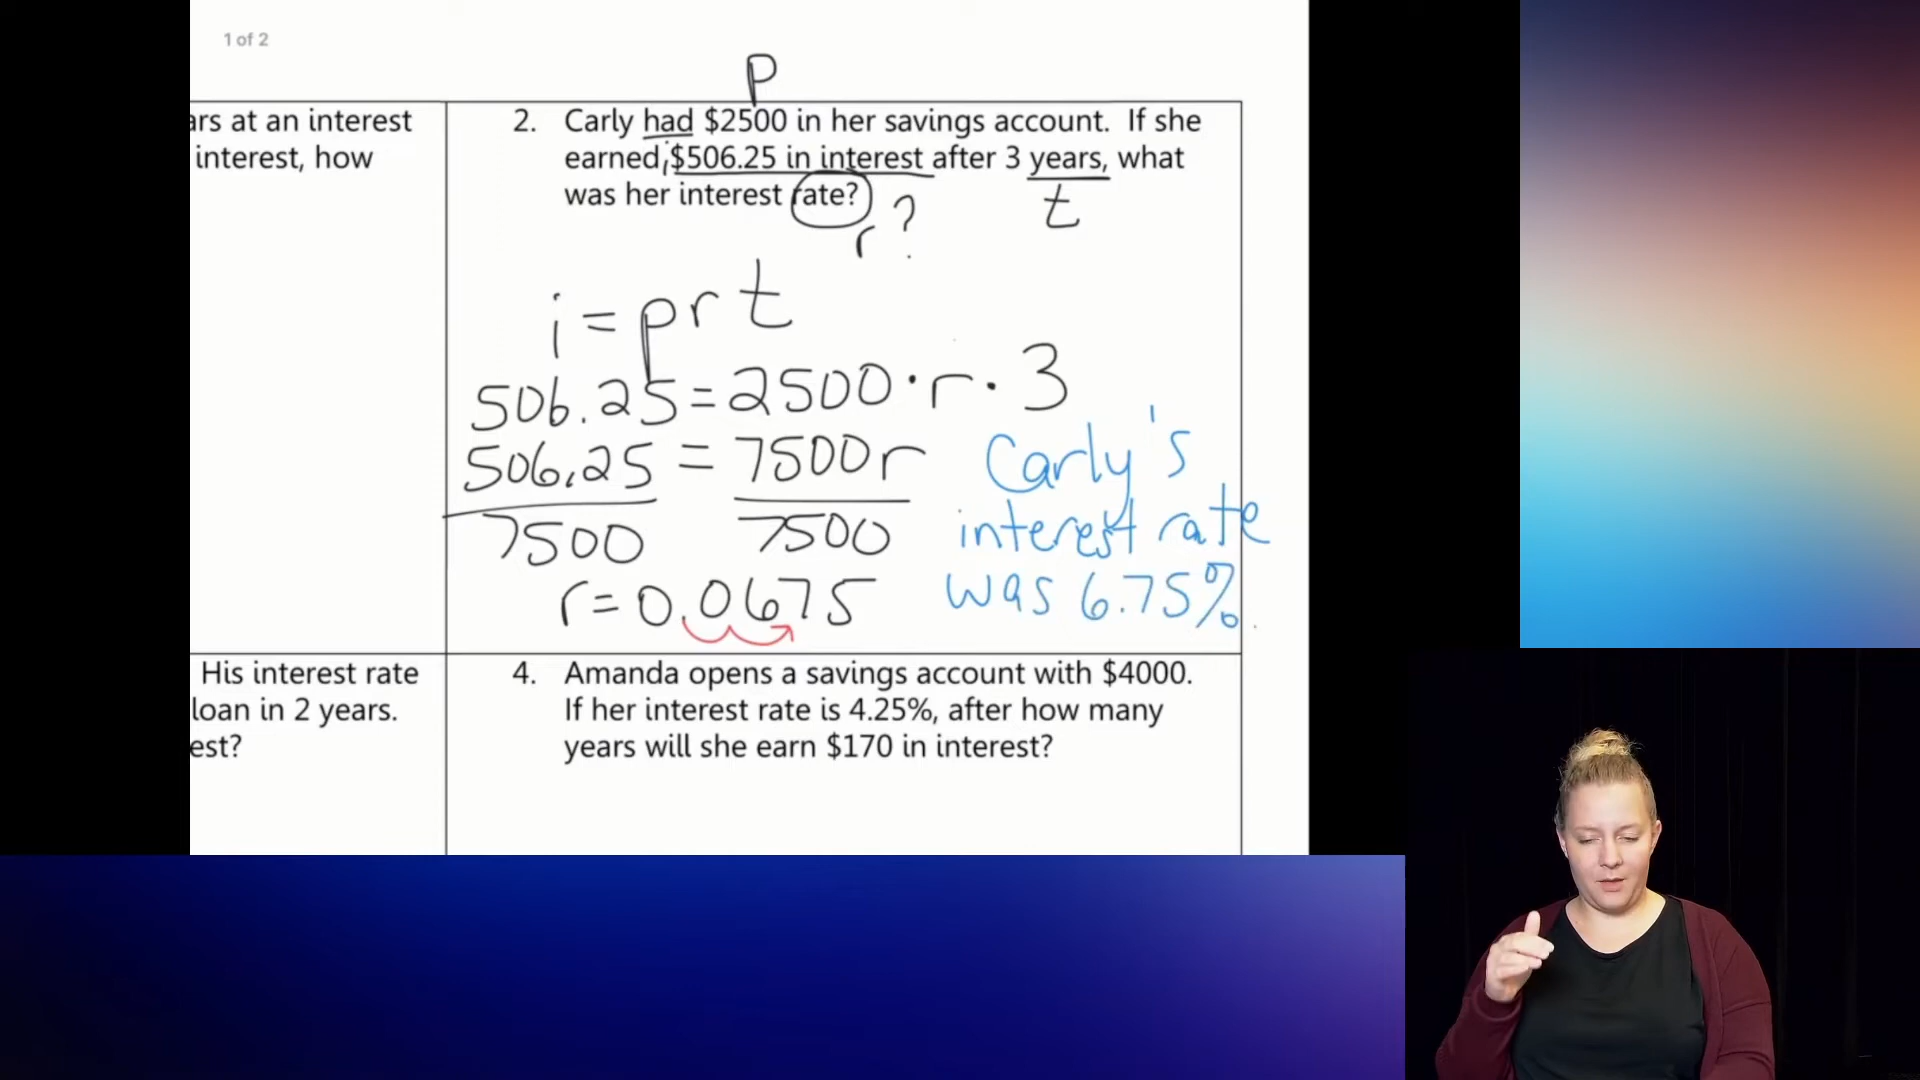 1 of 2
P
ars at an interest
interest, how
2. Carly had $2500 in her savings account. If she
earned $506.25 in interest after 3 years, what
was her interest rate?
i
t
r?
i = prt
506.25 = 2500 · r · 3
506.25 = 7500r
7500 7500
r = 0.0675
Carly's
interest rate
was 6.75%.
His interest rate
loan in 2 years.
est?
4. Amanda opens a savings account with $4000.
If her interest rate is 4.25%, after how many
years will she earn $170 in interest?